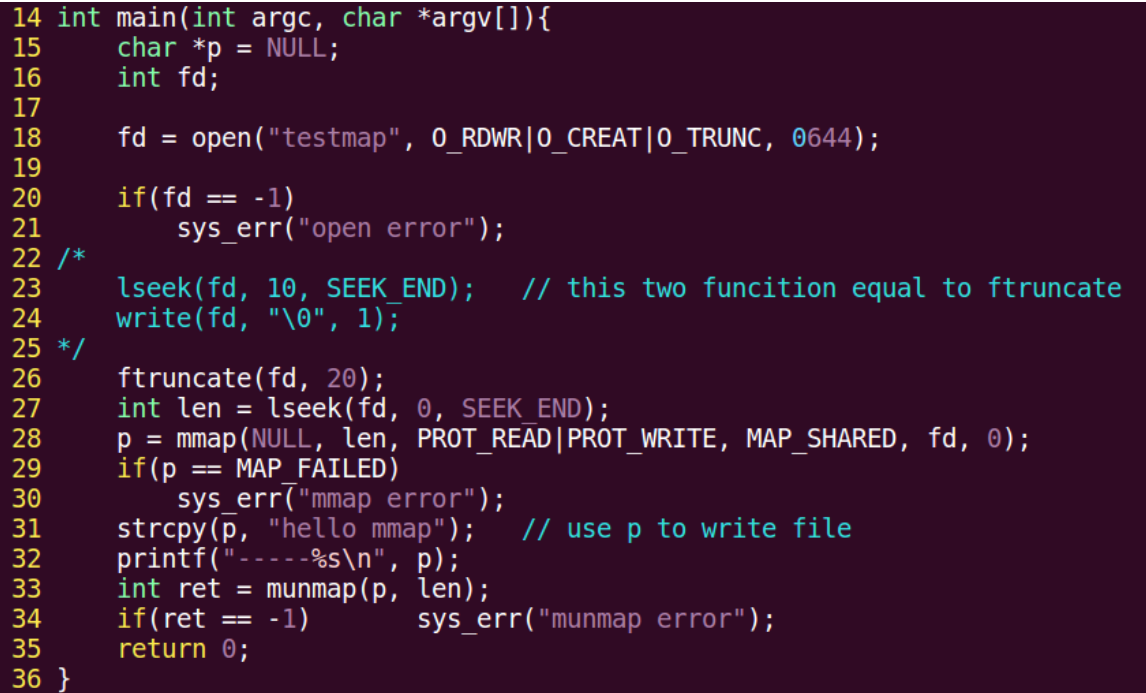 14 int main(int argc, char *argv[]){
15     char *p = NULL;
16     int fd;
17
18     fd = open("testmap", O_RDWR|O_CREAT|O_TRUNC, 0644);
19
20     if(fd == -1)
21         sys_err("open error");
22 /*
23     lseek(fd, 10, SEEK_END);   // this two funcition equal to ftruncate
24     write(fd, "\0", 1);
25 */
26     ftruncate(fd, 20);
27     int len = lseek(fd, 0, SEEK_END);
28     p = mmap(NULL, len, PROT_READ|PROT_WRITE, MAP_SHARED, fd, 0);
29     if(p == MAP_FAILED)
30         sys_err("mmap error");
31     strcpy(p, "hello mmap");   // use p to write file
32     printf("-----%s\n", p);
33     int ret = munmap(p, len);
34     if(ret == -1)       sys_err("munmap error");
35     return 0;
36 }